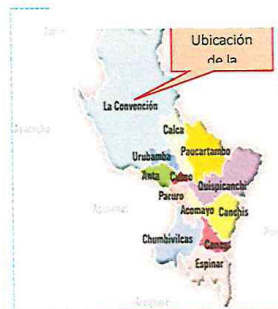 Ubicación
de la
La Convención
Calca
Paucartambo
Urubamba
Anta
Cusco
Quispicanchi
Paruro
Acomayo
Canchis
Chumbivilcas
Canas
Espinar